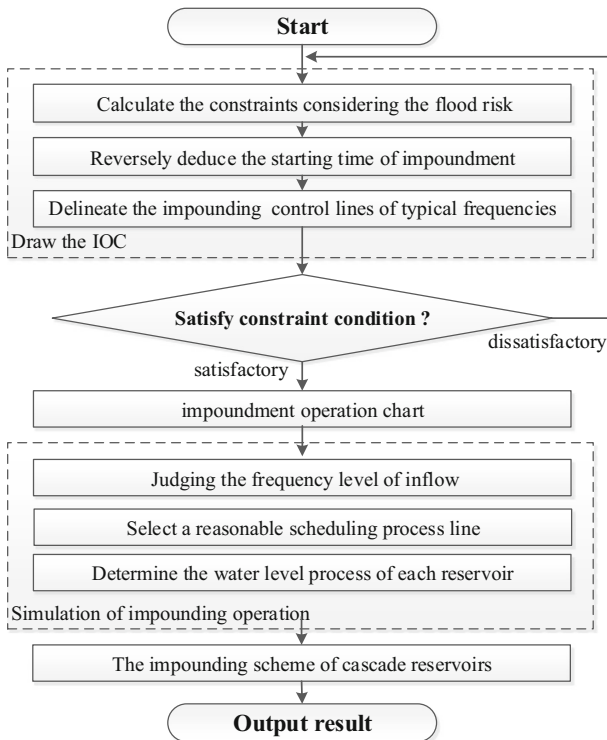 Start
Calculate the constraints considering the flood risk
Reversely deduce the starting time of impoundment
Delineate the impounding control lines of typical frequencies
Draw the IOC
Satisfy constraint condition ?
dissatisfactory
satisfactory
impoundment operation chart
Judging the frequency level of inflow
Select a reasonable scheduling process line
Determine the water level process of each reservoir
Simulation of impounding operation
The impounding scheme of cascade reservoirs
Output result